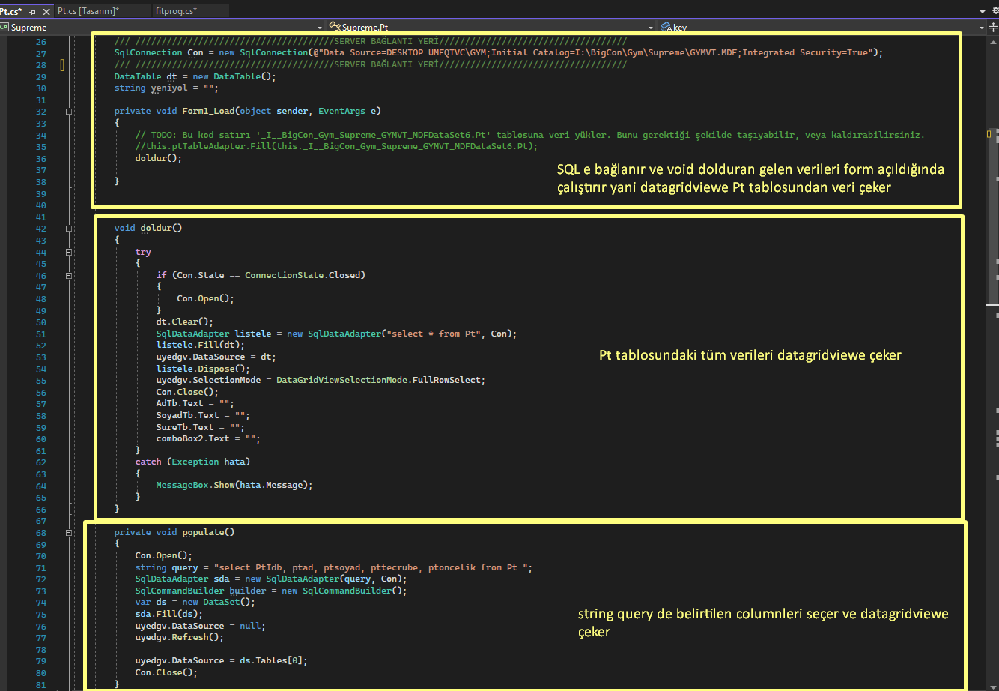 Pt.cs* Pt.cs [Tasarım]* fitprog.cs*
Supreme Supreme.Pt key
26 /// //////////////////////////////////////SERVER BAĞLANTI YERİ////////////////////////////////////
27 SqlConnection Con = new SqlConnection(@"Data Source=DESKTOP-UMFQTVC\GYM;Initial Catalog=I:\BigCon\Gym\Supreme\GYMVT.MDF;Integrated Security=True");
28 /// //////////////////////////////////////SERVER BAĞLANTI YERİ////////////////////////////////////
29 DataTable dt = new DataTable();
30 string yeniyol = "";
31
32 private void Form1_Load(object sender, EventArgs e)
33 {
34 // TODO: Bu kod satırı '_I__BigCon_Gym_Supreme_GYMVT_MDFDataSet6.Pt' tablosuna veri yükler. Bunu gerektiği şekilde taşıyabilir, veya kaldırabilirsiniz.
35 //this.ptTableAdapter.Fill(this._I__BigCon_Gym_Supreme_GYMVT_MDFDataSet6.Pt);
36 doldur();
37
38 }
39
40
SQL e bağlanır ve void dolduran gelen verileri form açıldığında
çalıştırır yani datagridviewe Pt tablosundan veri çeker
41
42 void doldur()
43 {
44 try
45 {
46 if (Con.State == ConnectionState.Closed)
47 {
48 Con.Open();
49 }
50 dt.Clear();
51 SqlDataAdapter listele = new SqlDataAdapter("select * from Pt", Con);
52 listele.Fill(dt);
53 uyedgv.DataSource = dt;
54 listele.Dispose();
55 uyedgv.SelectionMode = DataGridViewSelectionMode.FullRowSelect;
56 Con.Close();
57 AdTb.Text = "";
58 SoyadTb.Text = "";
59 SureTb.Text = "";
60 comboBox2.Text = "";
61 }
62 catch (Exception hata)
63 {
64 MessageBox.Show(hata.Message);
65 }
66 }
Pt tablosundaki tüm verileri datagridviewe çeker
67
68 private void populate()
69 {
70 Con.Open();
71 string query = "select PtIdb, ptad, ptsoyad, pttecrube, ptoncelik from Pt ";
72 SqlDataAdapter sda = new SqlDataAdapter(query, Con);
73 SqlCommandBuilder builder = new SqlCommandBuilder();
74 var ds = new DataSet();
75 sda.Fill(ds);
76 uyedgv.DataSource = null;
77 uyedgv.Refresh();
78
79 uyedgv.DataSource = ds.Tables[0];
80 Con.Close();
81 }
string query de belirtilen columnleri seçer ve datagridviewe
çeker